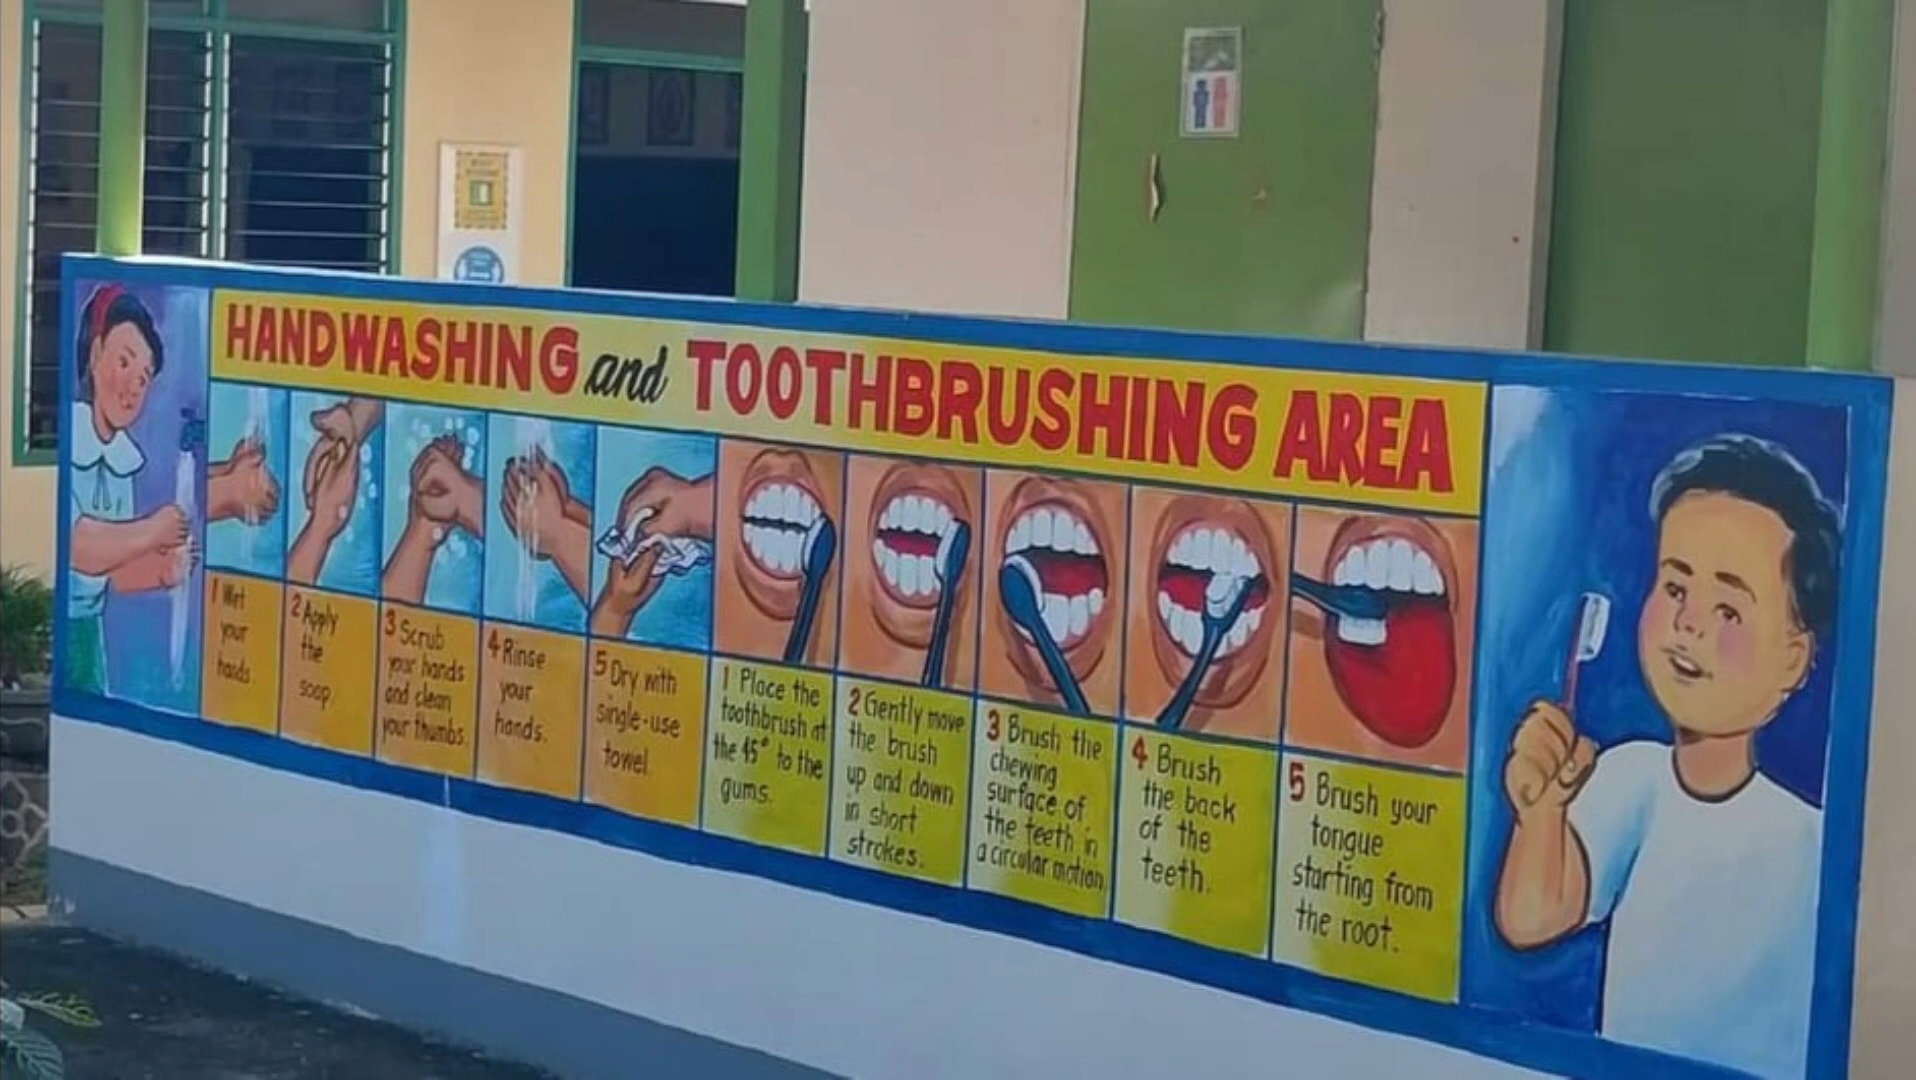 HANDWASHING and TOOTHBRUSHING AREA
1 Wet
your
hands.
2 Apply
the
soap.
3 Scrub
your hands
and clean
your thumbs.
4 Rinse
your
hands.
5 Dry with
single-use
towel.
1 Place the
toothbrush at
the 45° to the
gums.
2 Gently move
the brush
up and down
in short
strokes.
3 Brush the
chewing
surface of
the teeth in
a circular motion.
4 Brush
the back
of the
teeth.
5 Brush your
tongue
starting from
the root.